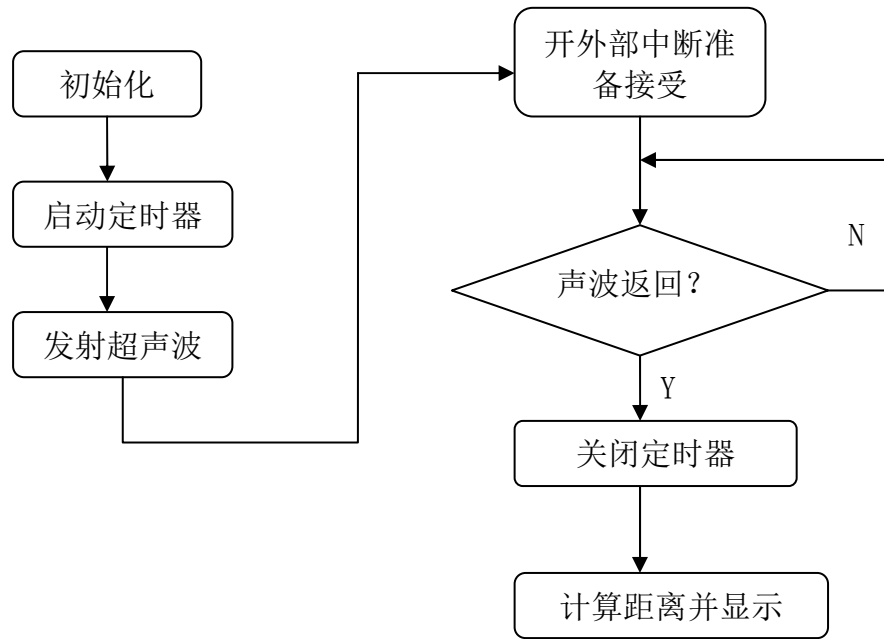 初始化
启动定时器
发射超声波
开外部中断准
备接受
声波返回？
N
Y
关闭定时器
计算距离并显示